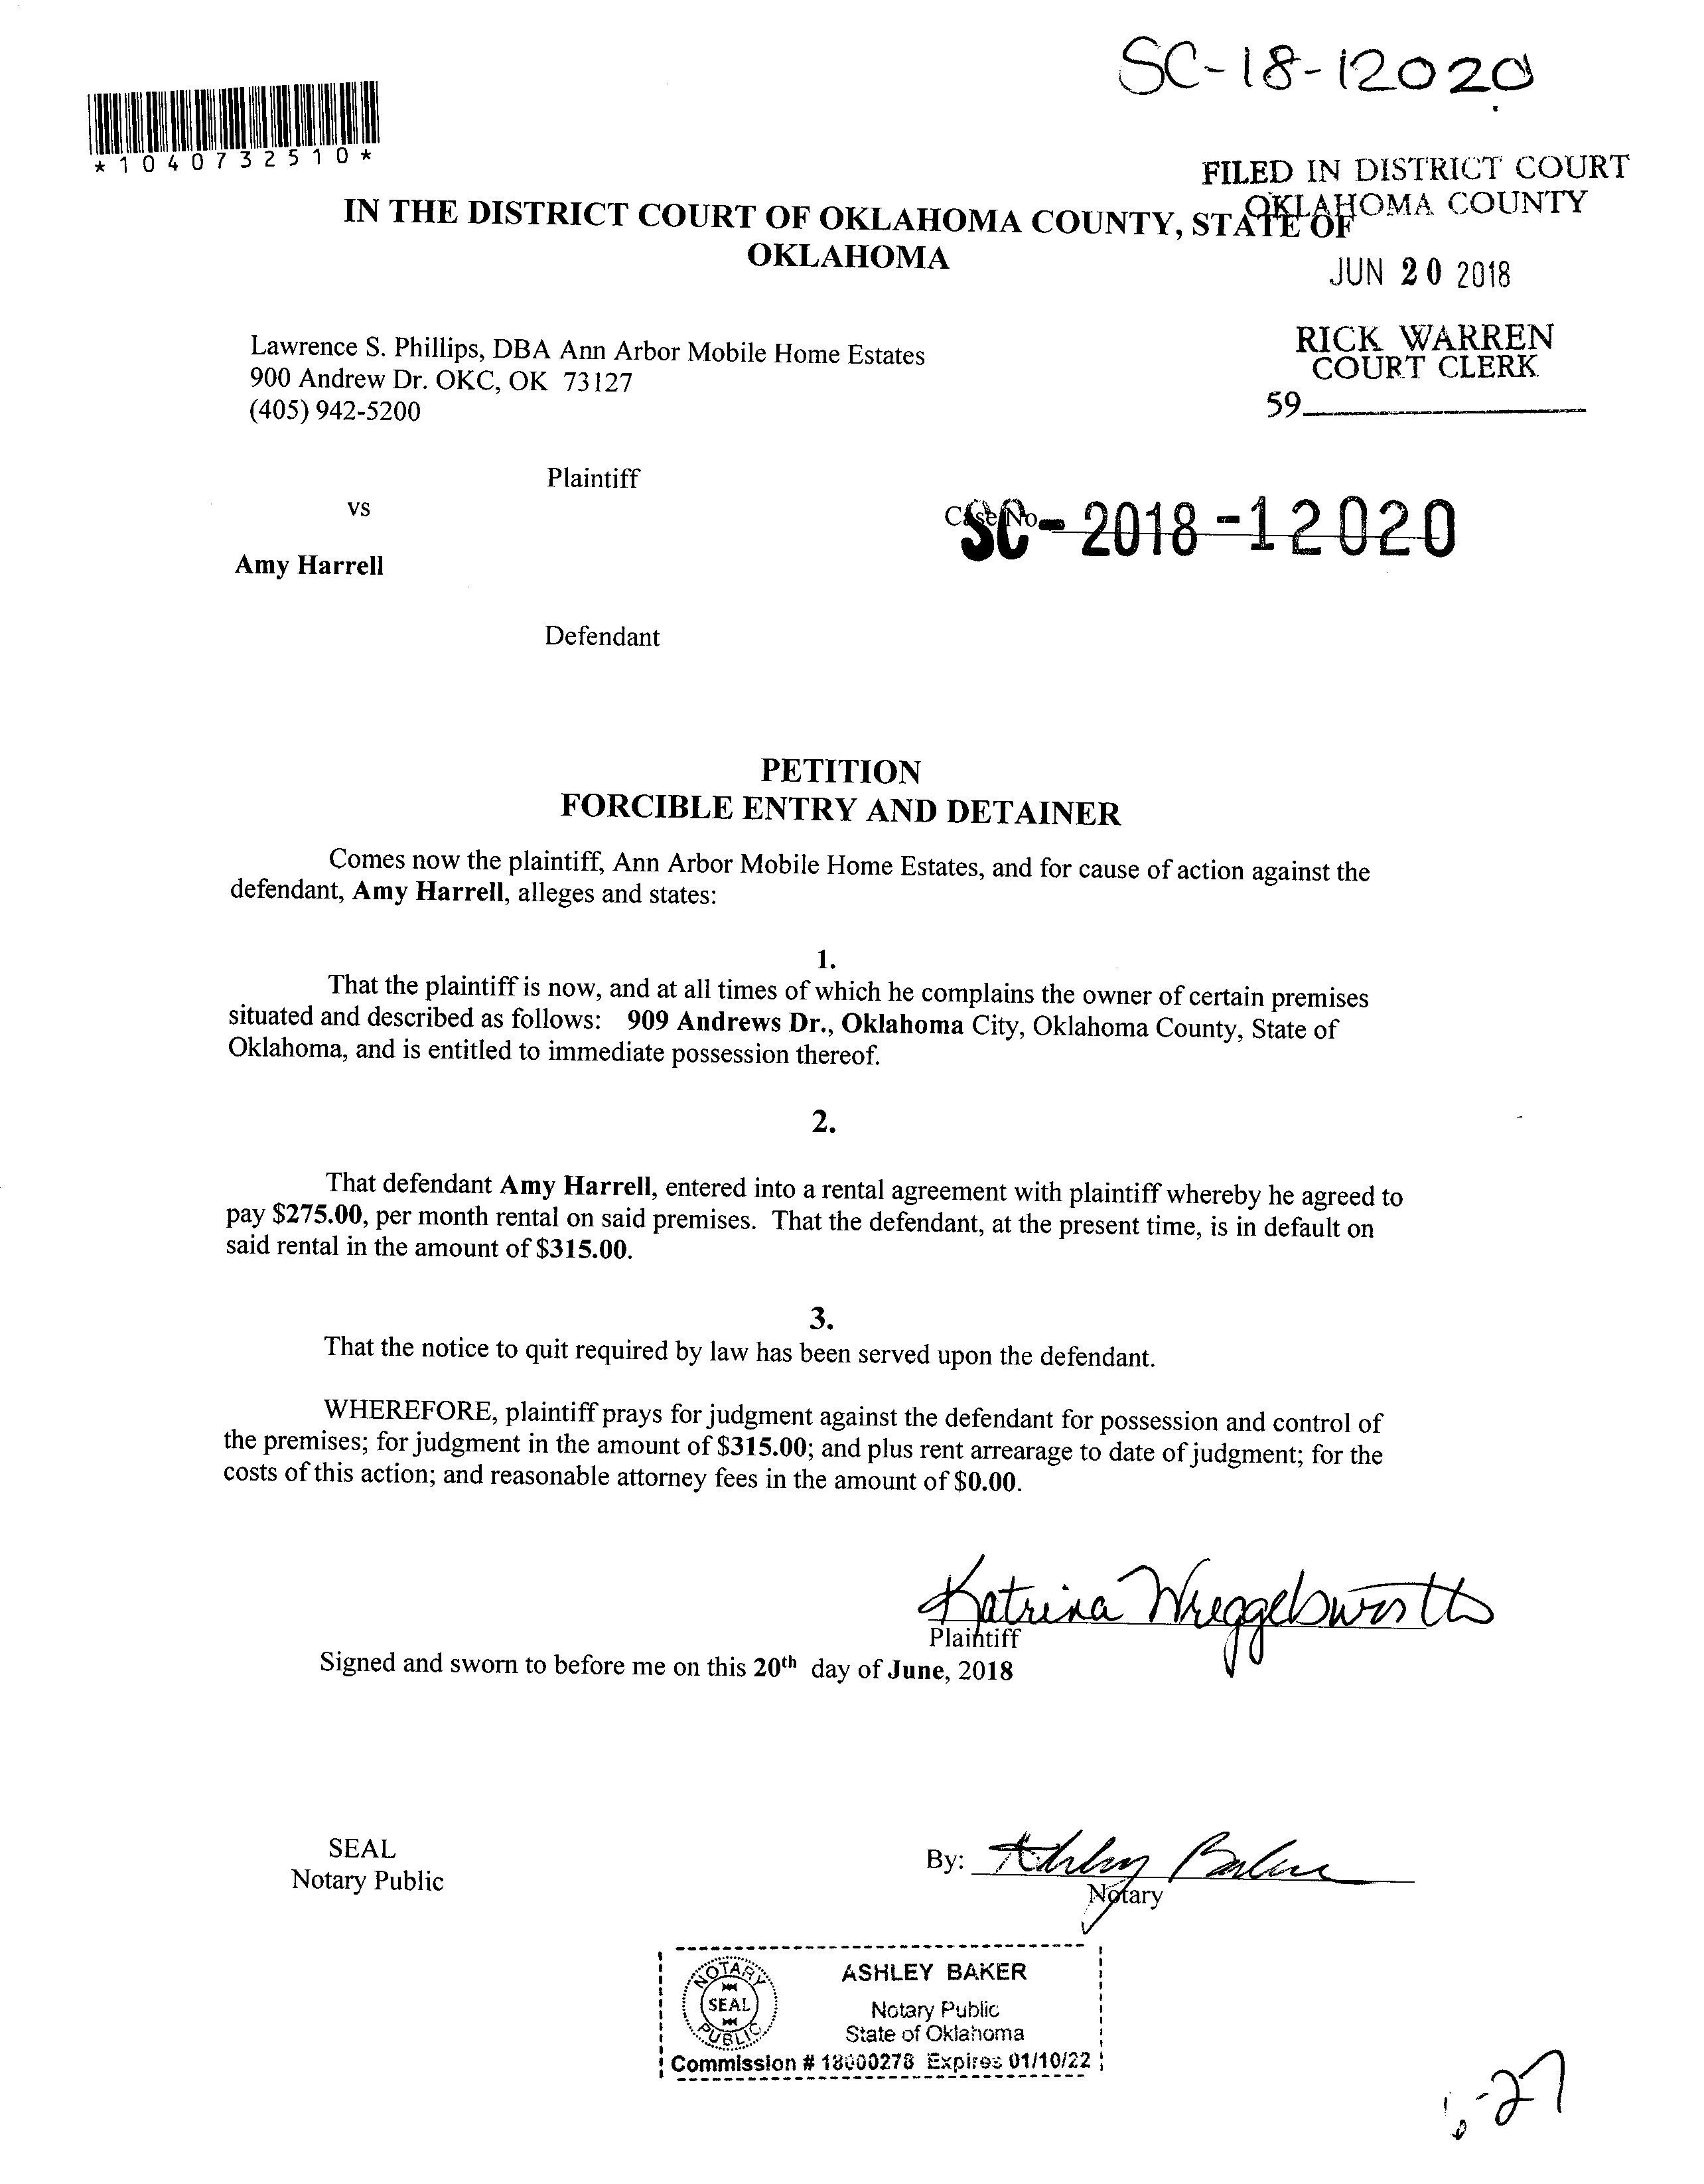 SC-18-12020
*1040732510*
FILED IN DISTRICT COURT
OKLAHOMA COUNTY
IN THE DISTRICT COURT OF OKLAHOMA COUNTY, STATE OF
OKLAHOMA
JUN 20 2018
RICK WARREN
COURT CLERK
59
Lawrence S. Phillips, DBA Ann Arbor Mobile Home Estates
900 Andrew Dr. OKC, OK 73127
(405) 942-5200
Plaintiff
vs
Case No.
SC-2018-12020
Amy Harrell
Defendant
PETITION
FORCIBLE ENTRY AND DETAINER
Comes now the plaintiff, Ann Arbor Mobile Home Estates, and for cause of action against the
defendant, Amy Harrell, alleges and states:
1.
That the plaintiff is now, and at all times of which he complains the owner of certain premises
situated and described as follows: 909 Andrews Dr., Oklahoma City, Oklahoma County, State of
Oklahoma, and is entitled to immediate possession thereof.
2.
That defendant Amy Harrell, entered into a rental agreement with plaintiff whereby he agreed to
pay $275.00, per month rental on said premises. That the defendant, at the present time, is in default on
said rental in the amount of $315.00.
3.
That the notice to quit required by law has been served upon the defendant.
WHEREFORE, plaintiff prays for judgment against the defendant for possession and control of
the premises; for judgment in the amount of $315.00; and plus rent arrearage to date of judgment; for the
costs of this action; and reasonable attorney fees in the amount of $0.00.
Katrina Wreggelsworth
Plaintiff
Signed and sworn to before me on this 20th day of June, 2018
SEAL
Notary Public
By: Ashley Baker
Notary
NOTARY
SEAL
PUBLIC
ASHLEY BAKER
Notary Public
State of Oklahoma
Commission # 18000278 Expires 01/10/22
6-27